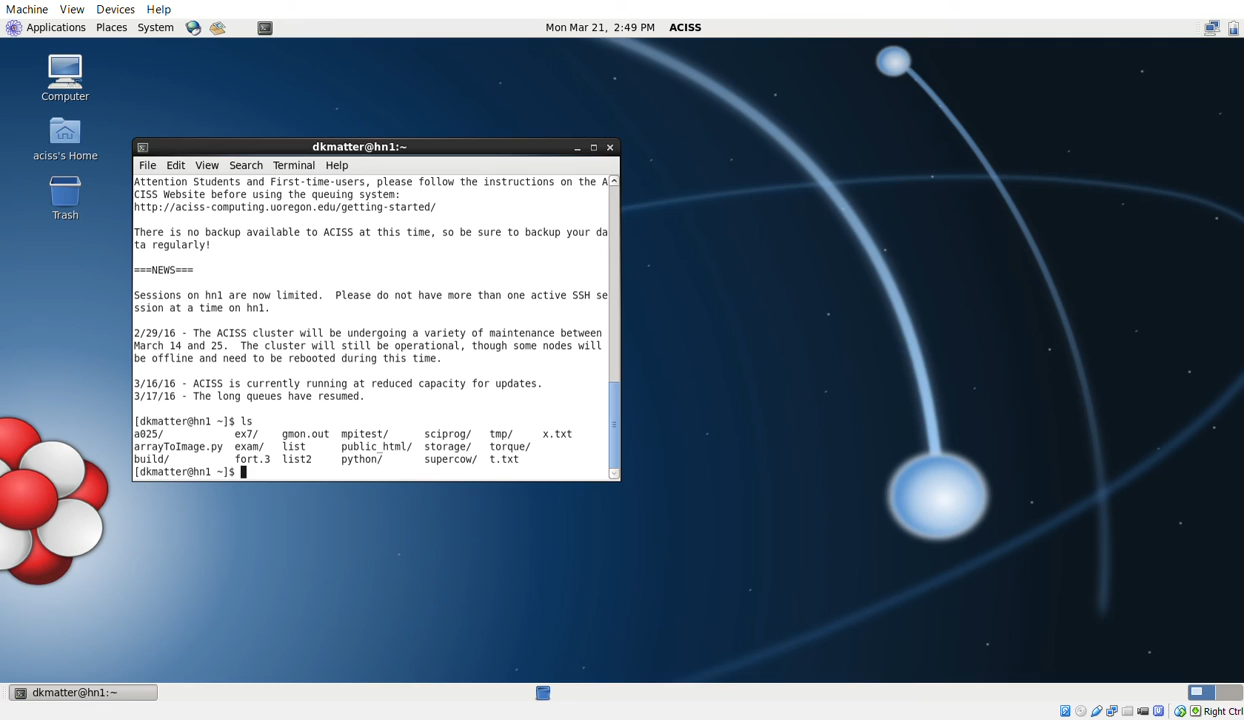 Machine View Devices Help
Applications Places System Mon Mar 21, 2:49 PM ACISS
Computer
aciss's Home
Trash
dkmatter@hn1:~
File Edit View Search Terminal Help
Attention Students and First-time-users, please follow the instructions on the A
CISS Website before using the queuing system:
http://aciss-computing.uoregon.edu/getting-started/
There is no backup available to ACISS at this time, so be sure to backup your da
ta regularly!
===NEWS===
Sessions on hn1 are now limited.  Please do not have more than one active SSH se
ssion at a time on hn1.
2/29/16 - The ACISS cluster will be undergoing a variety of maintenance between
March 14 and 25.  The cluster will still be operational, though some nodes will
be offline and need to be rebooted during this time.
3/16/16 - ACISS is currently running at reduced capacity for updates.
3/17/16 - The long queues have resumed.
[dkmatter@hn1 ~]$ ls
a025/ ex7/ gmon.out mpitest/ sciprog/ tmp/ x.txt
arrayToImage.py exam/ list public_html/ storage/ torque/
build/ fort.3 list2 python/ supercow/ t.txt
[dkmatter@hn1 ~]$
dkmatter@hn1:~
Right Ctrl